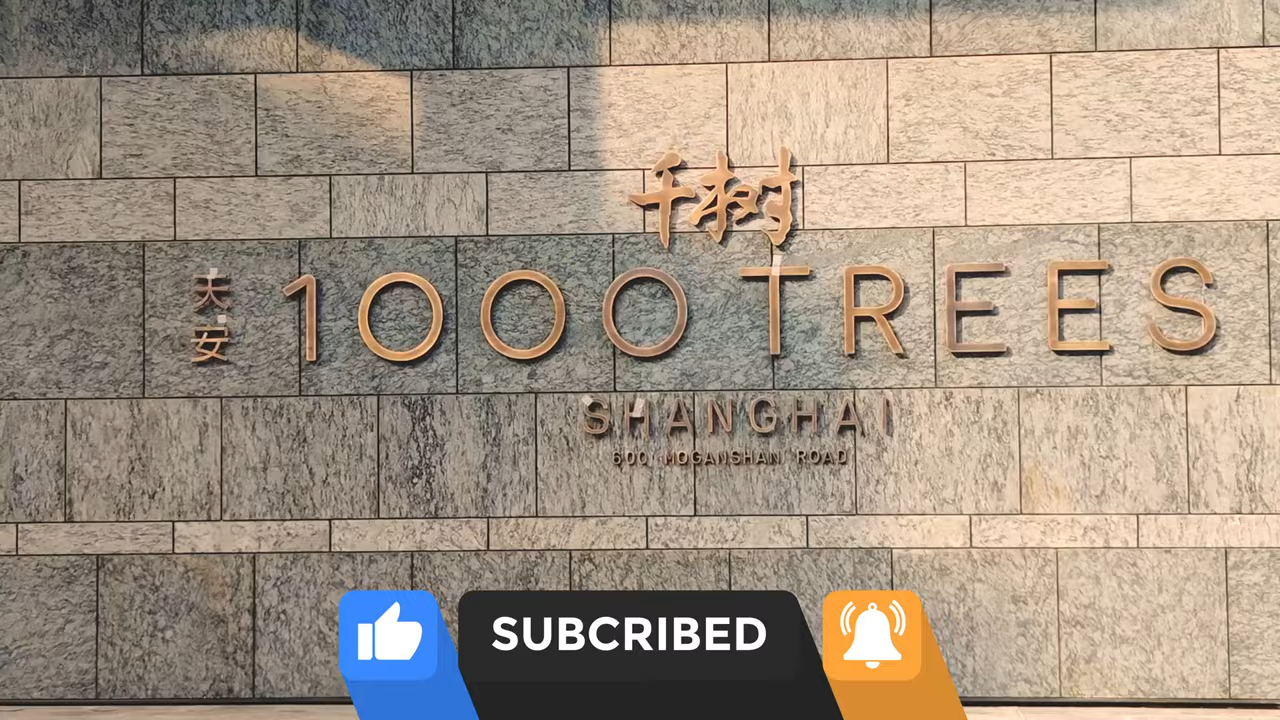 千树
天安
1000 TREES
SHANGHAI
600 MOGANSHAN ROAD
SUBCRIBED